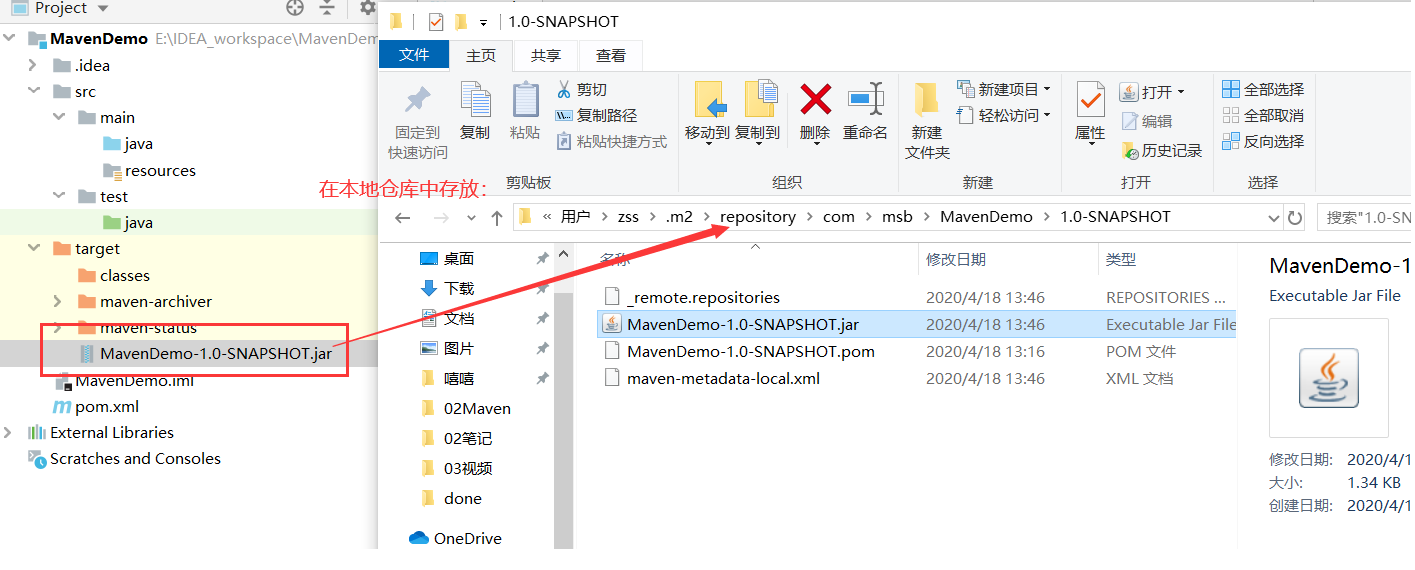 Project
MavenDemo E:\IDEA_workspace\MavenDem
.idea
src
main
java
resources
test
java
target
classes
maven-archiver
maven-status
MavenDemo-1.0-SNAPSHOT.jar
MavenDemo.iml
pom.xml
External Libraries
Scratches and Consoles
1.0-SNAPSHOT
文件 主页 共享 查看
固定到
快速访问
复制
粘贴
剪切
复制路径
粘贴快捷方式
剪贴板
移动到 复制到 删除 重命名
组织
新建
文件夹
新建项目
轻松访问
新建
属性
打开
编辑
历史记录
打开
全部选择
全部取消
反向选择
选择
在本地仓库中存放:
« 用户 zss .m2 repository com msb MavenDemo 1.0-SNAPSHOT
搜索"1.0-SN
桌面
下载
文档
图片
嘻嘻
02Maven
02笔记
03视频
done
OneDrive
名称 修改日期 类型
_remote.repositories 2020/4/18 13:46 REPOSITORIES ...
MavenDemo-1.0-SNAPSHOT.jar 2020/4/18 13:46 Executable Jar File
MavenDemo-1.0-SNAPSHOT.pom 2020/4/18 13:16 POM 文件
maven-metadata-local.xml 2020/4/18 13:46 XML 文档
MavenDemo-1
Executable Jar File
修改日期: 2020/4/1
大小: 1.34 KB
创建日期: 2020/4/1